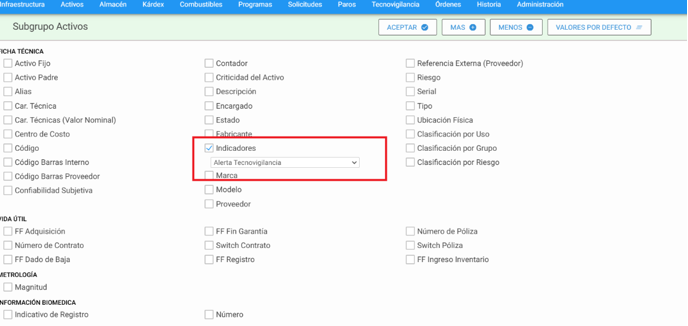 Infraestructura Activos Almacén Kárdex Combustibles Programas Solicitudes Paros Tecnovigilancia Órdenes Historia Administración
Subgrupo Activos ACEPTAR MAS MENOS VALORES POR DEFECTO
FICHA TÉCNICA
Activo Fijo Contador Referencia Externa (Proveedor)
Activo Padre Criticidad del Activo Riesgo
Alias Descripción Serial
Car. Técnica Encargado Tipo
Car. Técnicas (Valor Nominal) Estado Ubicación Fisica
Centro de Costo Fabricante Clasificación por Uso
Código Indicadores Clasificación por Grupo
Código Barras Interno Alerta Tecnovigilancia Clasificación por Riesgo
Código Barras Proveedor Marca
Confiabilidad Subjetiva Modelo
Proveedor
VIDA ÚTIL
FF Adquisición FF Fin Garantía Número de Póliza
Número de Contrato Switch Contrato Switch Póliza
FF Dado de Baja FF Registro FF Ingreso Inventario
METROLOGÍA
Magnitud
INFORMACIÓN BIOMEDICA
Indicativo de Registro Número